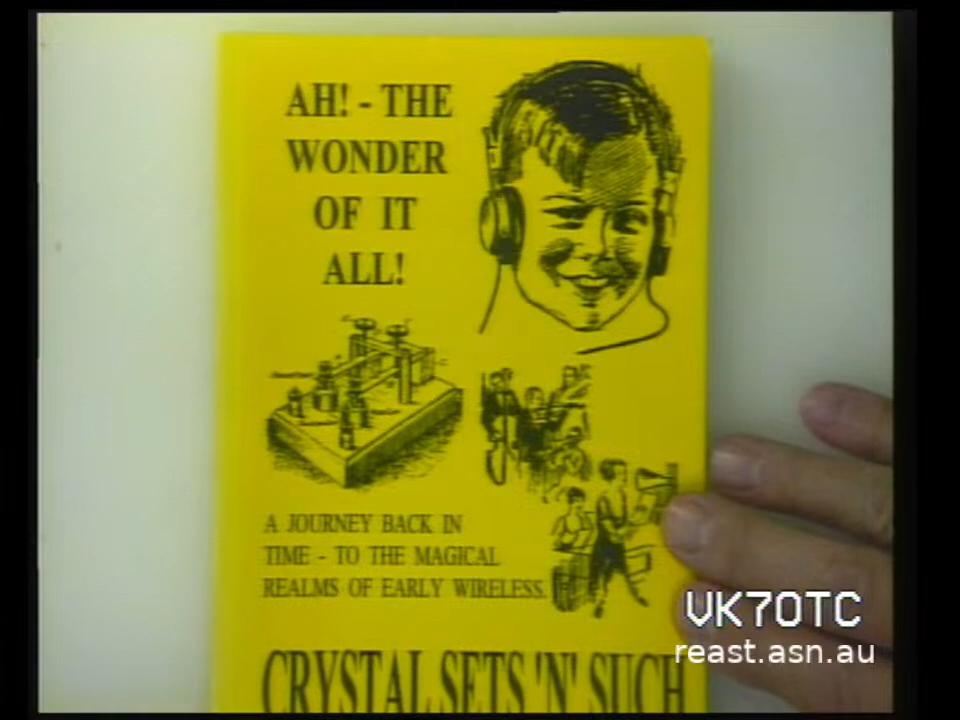 AH! - THE
WONDER
OF IT
ALL!
A JOURNEY BACK IN
TIME - TO THE MAGICAL
REALMS OF EARLY WIRELESS.
CRYSTAL SETS 'N' SUCH
VK7OTC
reast.asn.au